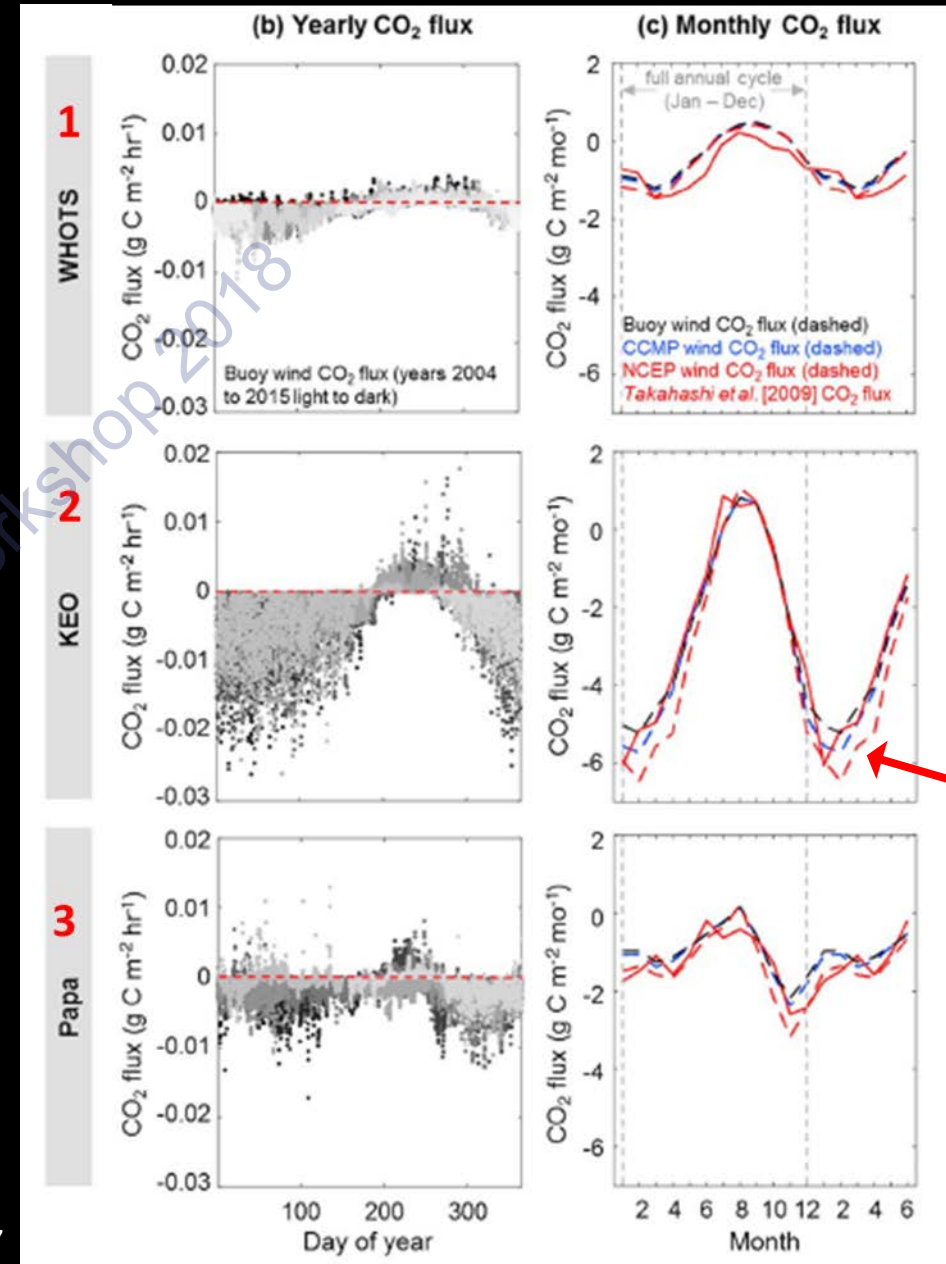 (b) Yearly CO₂ flux
(c) Monthly CO₂ flux
1
WHOTS
CO₂ flux (g C m⁻² hr⁻¹)
0.02
0.01
0
-0.01
-0.02
-0.03
Buoy wind CO₂ flux (years 2004
to 2015 light to dark)
CO₂ flux (g C m⁻² mo⁻¹)
2
0
-2
-4
-6
full annual cycle
(Jan – Dec)
Buoy wind CO₂ flux (dashed)
CCMP wind CO₂ flux (dashed)
NCEP wind CO₂ flux (dashed)
Takahashi et al. [2009] CO₂ flux
2
KEO
CO₂ flux (g C m⁻² hr⁻¹)
0.02
0.01
0
-0.01
-0.02
-0.03
CO₂ flux (g C m⁻² mo⁻¹)
2
0
-2
-4
-6
3
Papa
CO₂ flux (g C m⁻² hr⁻¹)
0.02
0.01
0
-0.01
-0.02
-0.03
100 200 300
Day of year
CO₂ flux (g C m⁻² mo⁻¹)
2
0
-2
-4
-6
2 4 6 8 10 12 2 4 6
Month
2018